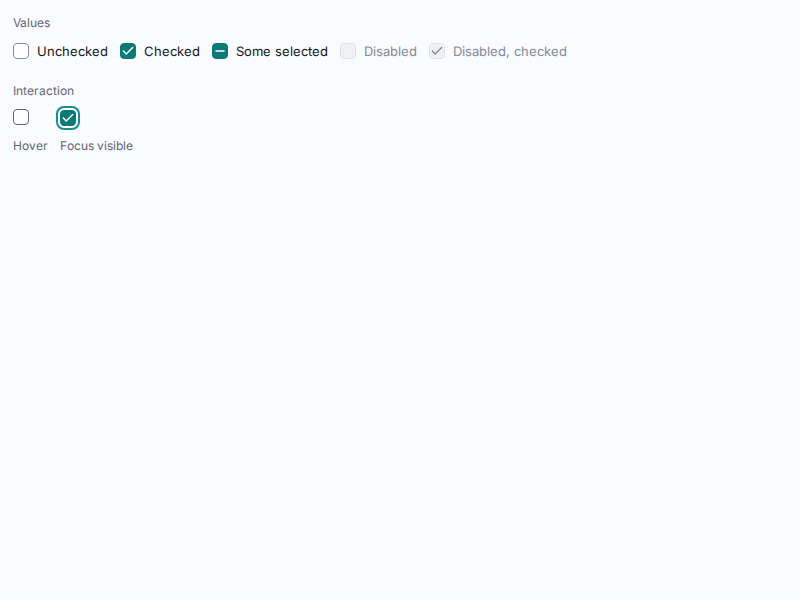 Values
Unchecked Checked Some selected Disabled Disabled, checked
Interaction
Hover Focus visible